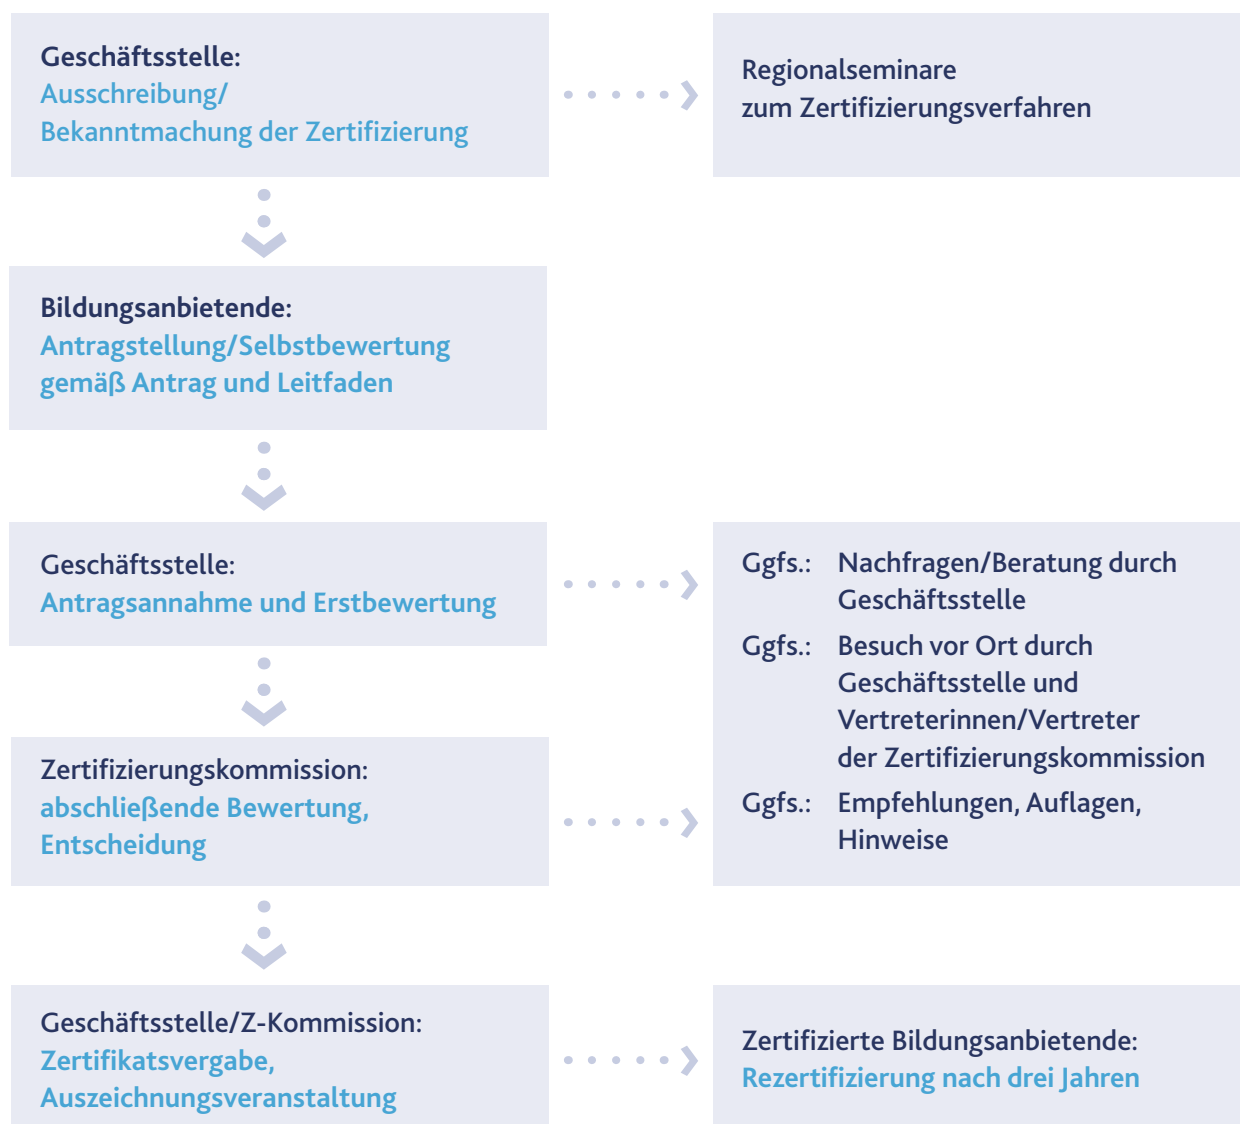 Geschäftsstelle:
Ausschreibung/
Bekanntmachung der Zertifizierung
Regionalseminare
zum Zertifizierungsverfahren
Bildungsanbietende:
Antragstellung/Selbstbewertung
gemäß Antrag und Leitfaden
Geschäftsstelle:
Antragsannahme und Erstbewertung
Ggfs.: Nachfragen/Beratung durch
Geschäftsstelle
Ggfs.: Besuch vor Ort durch
Geschäftsstelle und
Vertreterinnen/Vertreter
der Zertifizierungskommission
Ggfs.: Empfehlungen, Auflagen,
Hinweise
Zertifizierungskommission:
abschließende Bewertung,
Entscheidung
Geschäftsstelle/Z-Kommission:
Zertifikatsvergabe,
Auszeichnungsveranstaltung
Zertifizierte Bildungsanbietende:
Rezertifizierung nach drei Jahren